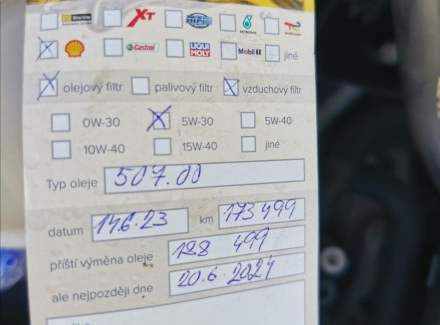 XT
Castrol
LIQUI MOLY
Mobil 1
jiné
olejový filtr palivový filtr vzduchový filtr
0W-30 5W-30 5W-40
10W-40 15W-40 jiné
Typ oleje 507.00
datum 14.6.23 km 173 499
příští výměna oleje 188 499
ale nejpozději dne 20.6.2024